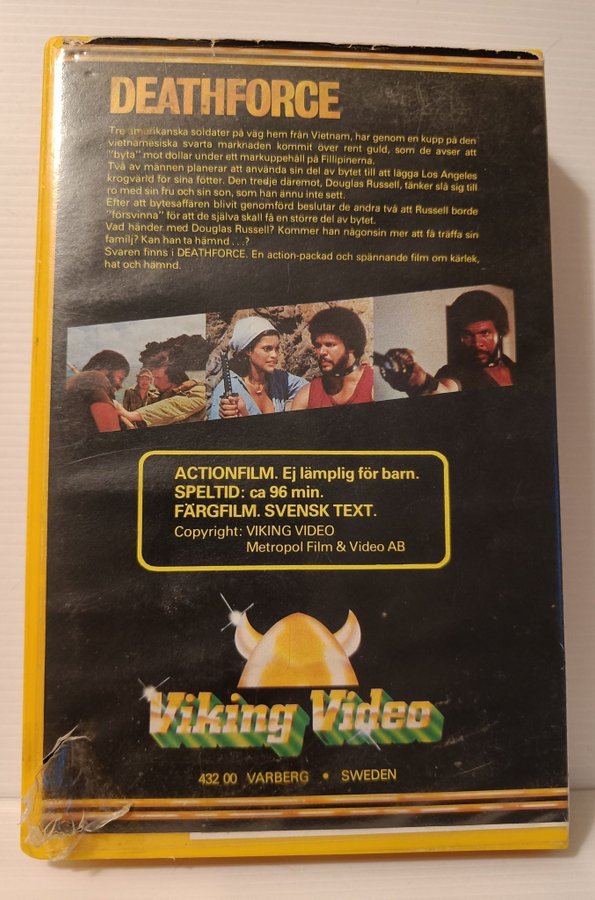 DEATHFORCE
Tre amerikanska soldater på väg hem från Vietnam, har genom en kupp på den
vietnamesiska svarta marknaden kommit över rent guld, som de avser att
"byta" mot dollar under ett markuppehåll på Fillipinerna.
Två av männen planerar att använda sin del av bytet till att lägga Los Angeles
krogvärld för sina fötter. Den tredje däremot, Douglas Russell, tänker slå sig till
ro med sin fru och sin son, som han ännu inte sett.
Efter att bytesaffären blivit genomförd beslutar de andra två att Russell borde
"försvinna" för att de själva skall få en större del av bytet.
Vad händer med Douglas Russell? Kommer han någonsin mer att få träffa sin
familj? Kan han ta hämnd . . .?
Svaren finns i DEATHFORCE. En action-packad och spännande film om kärlek,
hat och hämnd.
ACTIONFILM. Ej lämplig för barn.
SPELTID: ca 96 min.
FÄRGFILM. SVENSK TEXT.
Copyright: VIKING VIDEO
Metropol Film & Video AB
Viking Video
432 00 VARBERG • SWEDEN